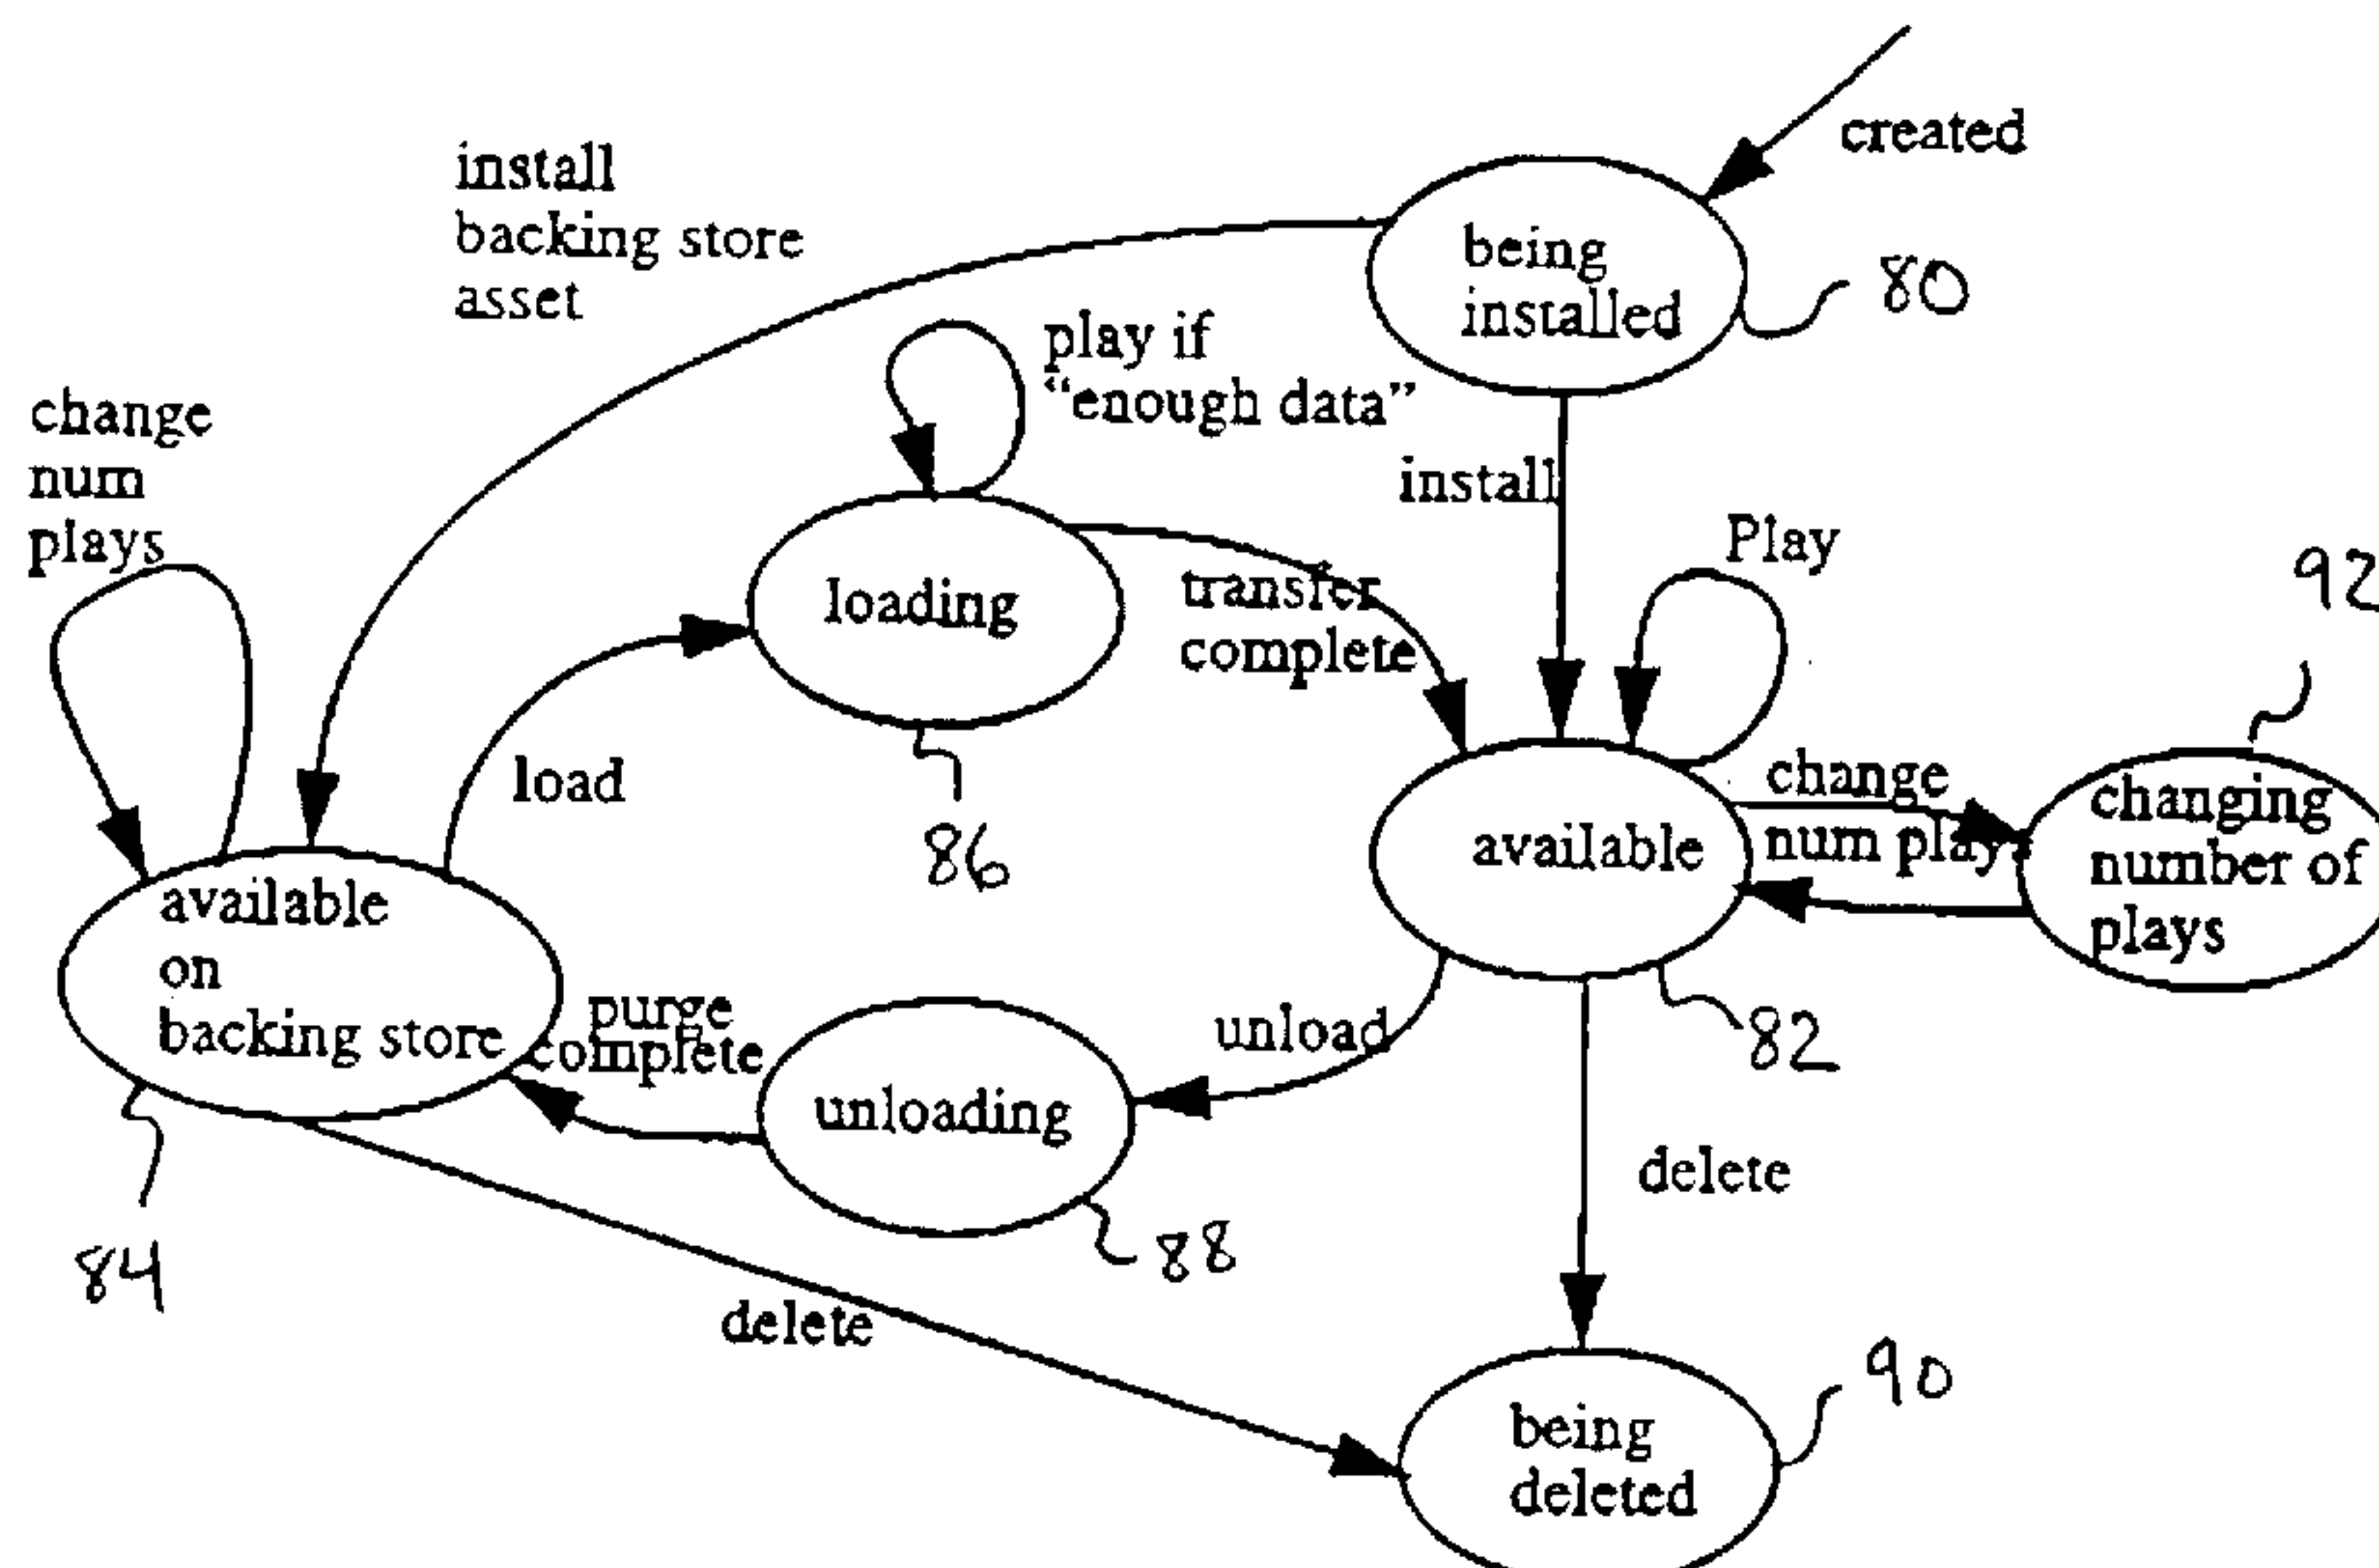 created
install
backing store
asset
being
installed
80
play if
“enough data”
change
num
plays
install
Play
92
loading
transfer
complete
load
86
change
num play
available
changing
number of
plays
available
on
backing store
purge
complete
unload
82
unloading
88
84
delete
delete
90
being
deleted